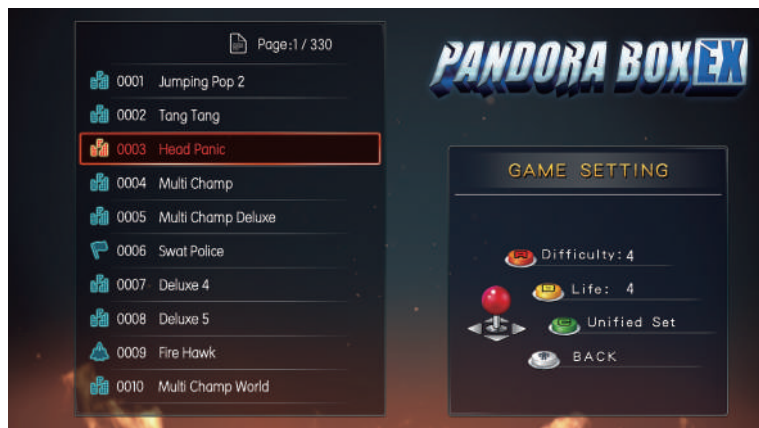 Page:1 / 330
0001 Jumping Pop 2
0002 Tang Tang
0003 Head Panic
0004 Multi Champ
0005 Multi Champ Deluxe
0006 Swat Police
0007 Deluxe 4
0008 Deluxe 5
0009 Fire Hawk
0010 Multi Champ World
PANDORA BOX EX
GAME SETTING
Difficulty: 4
Life: 4
Unified Set
BACK